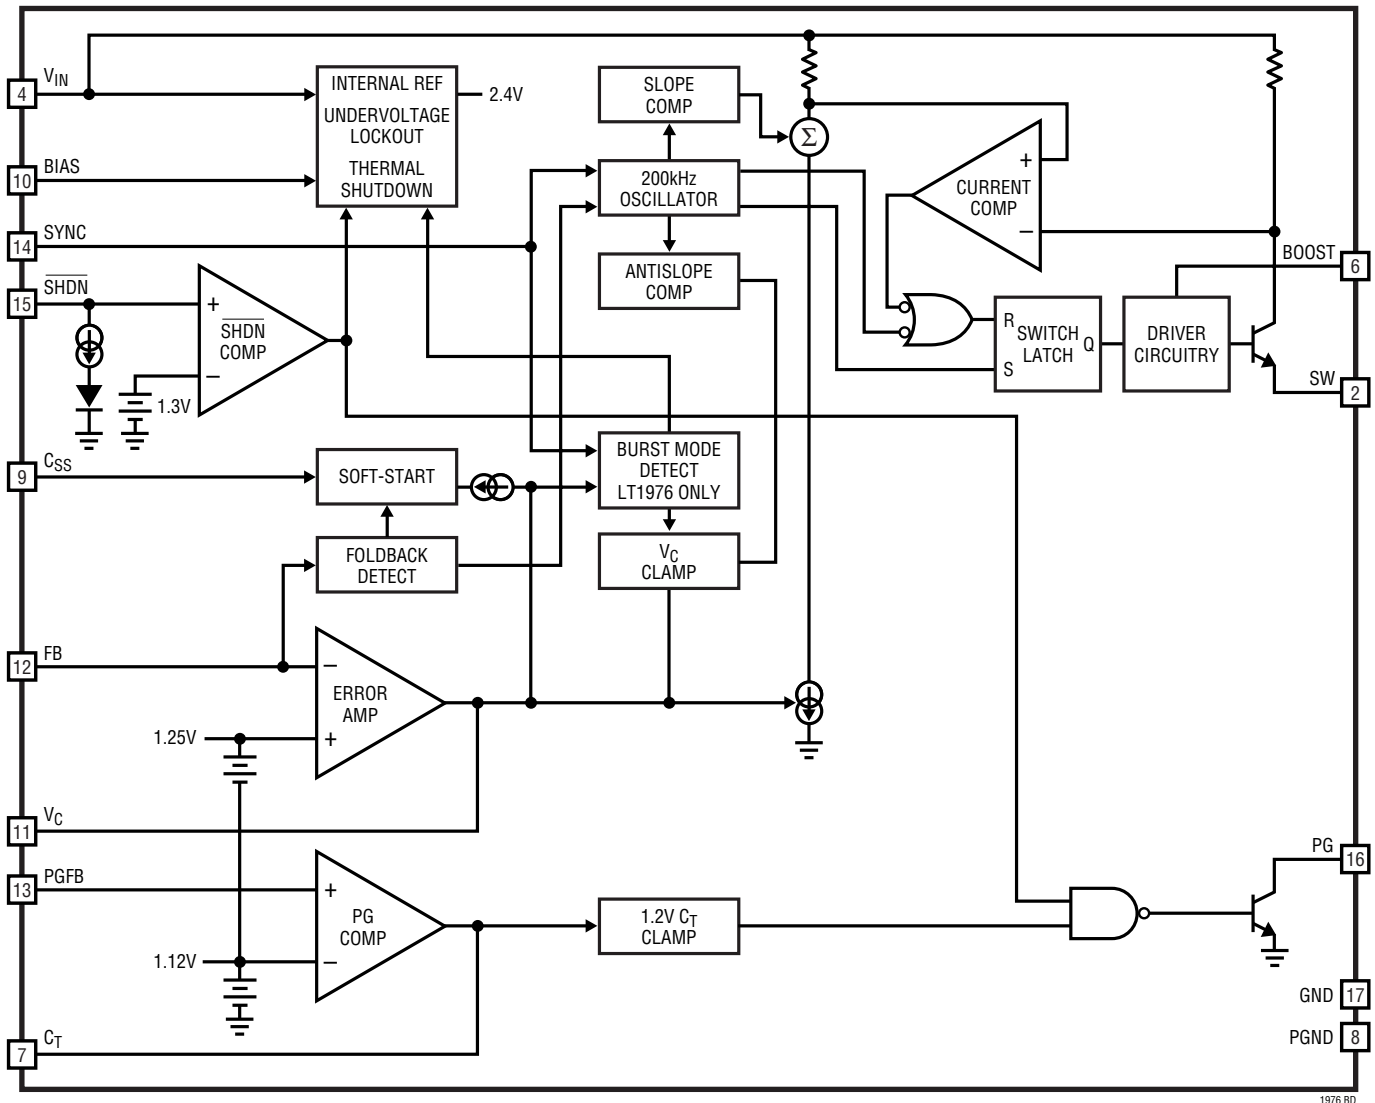 4
V_IN
INTERNAL REF
UNDERVOLTAGE
LOCKOUT
THERMAL
SHUTDOWN
2.4V
SLOPE
COMP
Σ
+
CURRENT
COMP
–
10
BIAS
200kHz
OSCILLATOR
14
SYNC
ANTISLOPE
COMP
BOOST
6
15
SHDN
+
SHDN
COMP
–
1.3V
R
SWITCH
LATCH
Q
S
DRIVER
CIRCUITRY
SW
2
9
C_SS
SOFT-START
BURST MODE
DETECT
LT1976 ONLY
FOLDBACK
DETECT
V_C
CLAMP
12
FB
–
ERROR
AMP
+
1.25V
11
V_C
13
PGFB
+
PG
COMP
–
1.12V
1.2V C_T
CLAMP
PG
16
GND
17
PGND
8
7
C_T
1976 BD